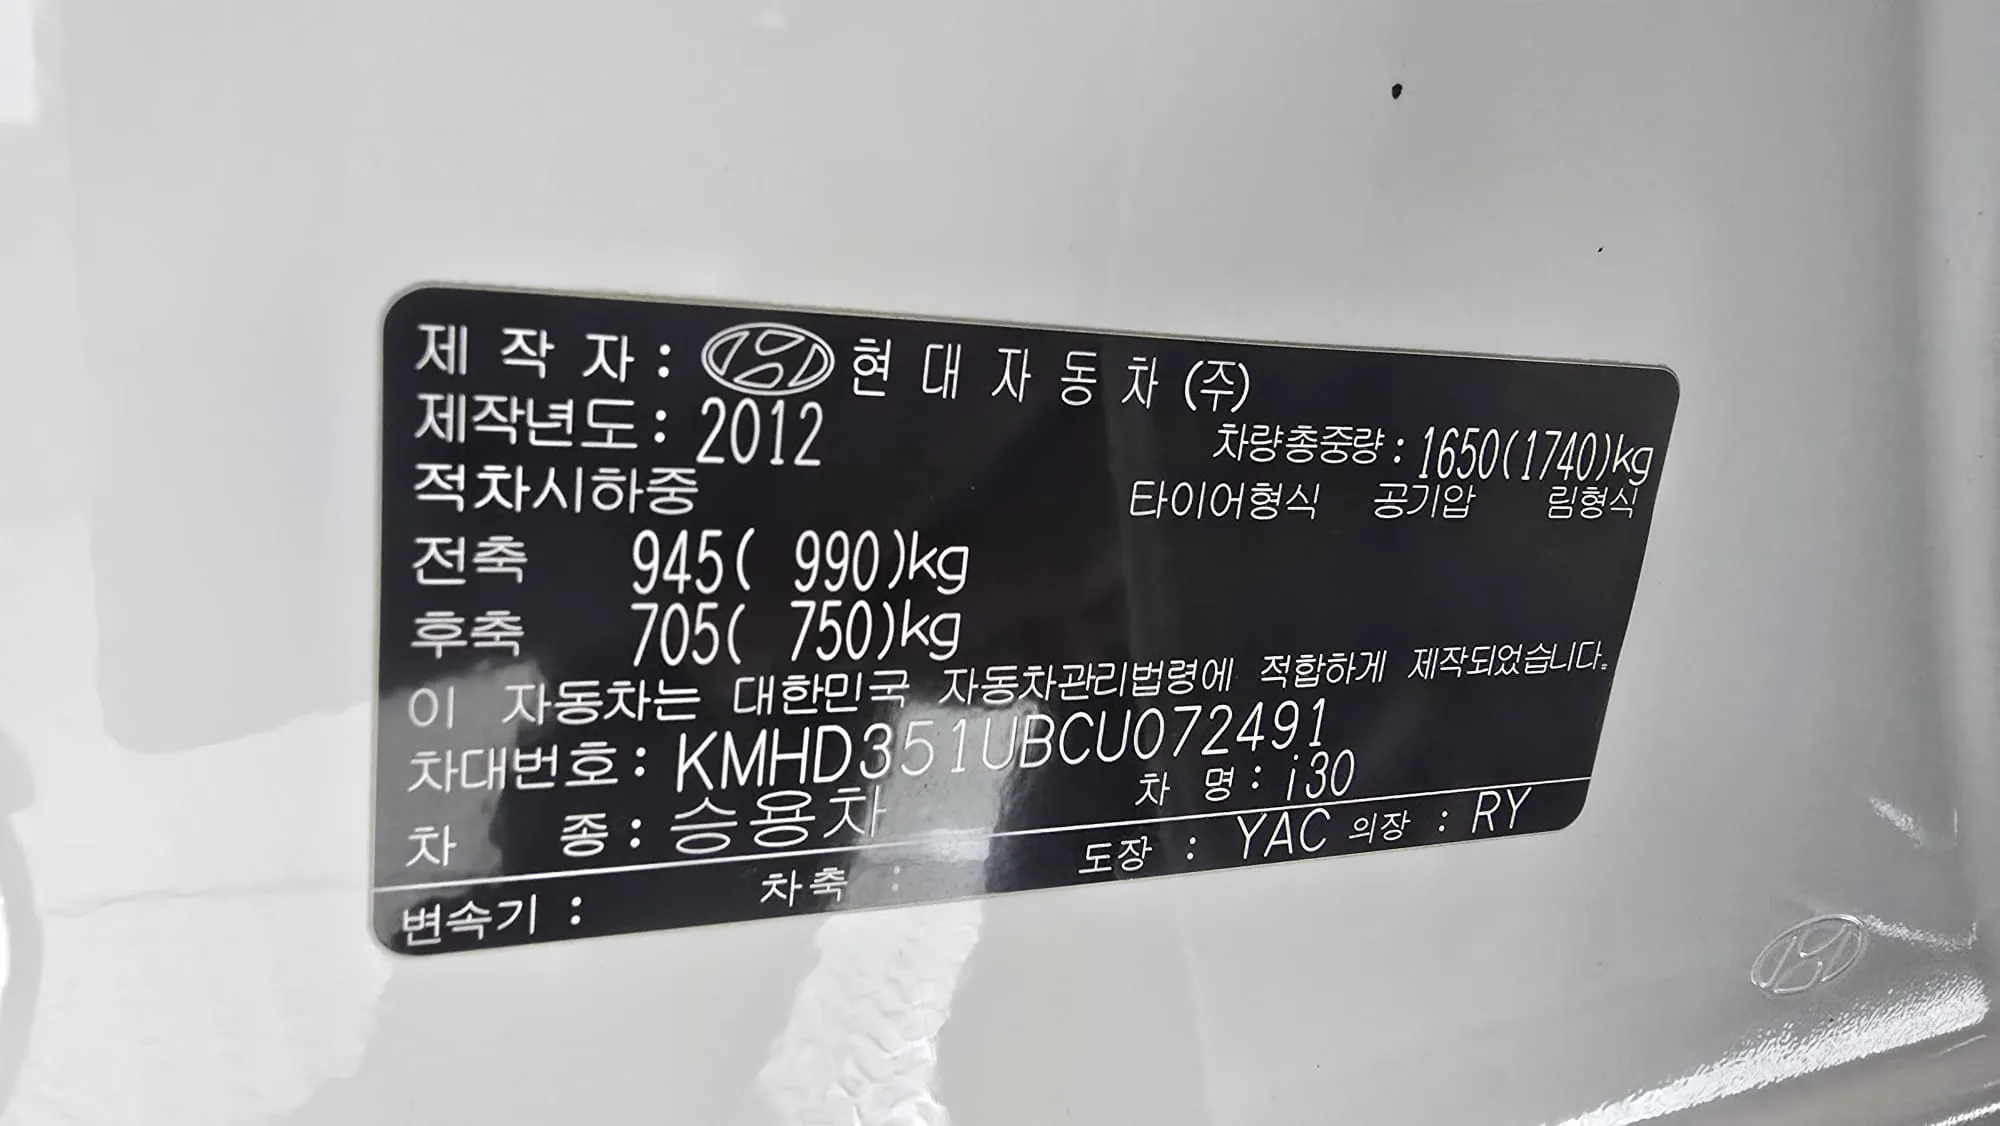 제 작 자 : 현 대 자 동 차 (주)
제작년도 : 2012
차량총중량 : 1650(1740)kg
적차시하중
타이어형식 공기압 림형식
전축 945( 990)kg
후축 705( 750)kg
이 자동차는 대한민국 자동차관리법령에 적합하게 제작되었습니다.
차대번호 : KMHD351UBCU072491
차 종 : 승용차 차 명 : i30
변속기 : 차축 : 도장 : YAC 의장 : RY